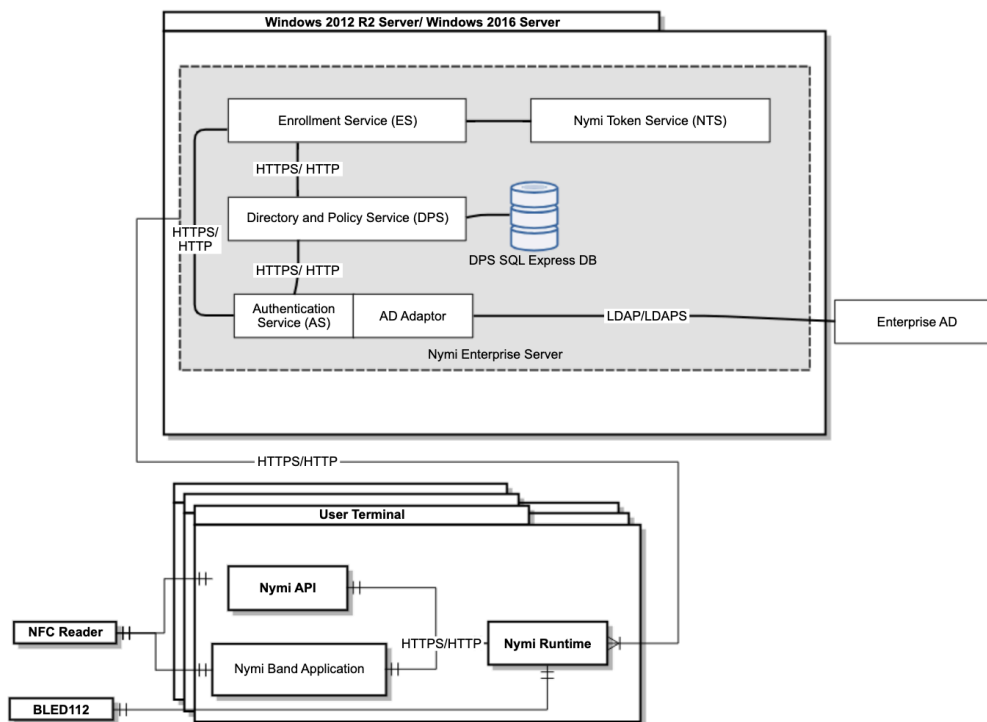 Windows 2012 R2 Server/ Windows 2016 Server
Enrollment Service (ES)
Nymi Token Service (NTS)
HTTPS/ HTTP
Directory and Policy Service (DPS)
HTTPS/
HTTP
DPS SQL Express DB
HTTPS/ HTTP
Authentication
Service (AS)
AD Adaptor
LDAP/LDAPS
Enterprise AD
Nymi Enterprise Server
HTTPS/HTTP
User Terminal
Nymi API
NFC Reader
HTTPS/HTTP
Nymi Runtime
Nymi Band Application
BLED112